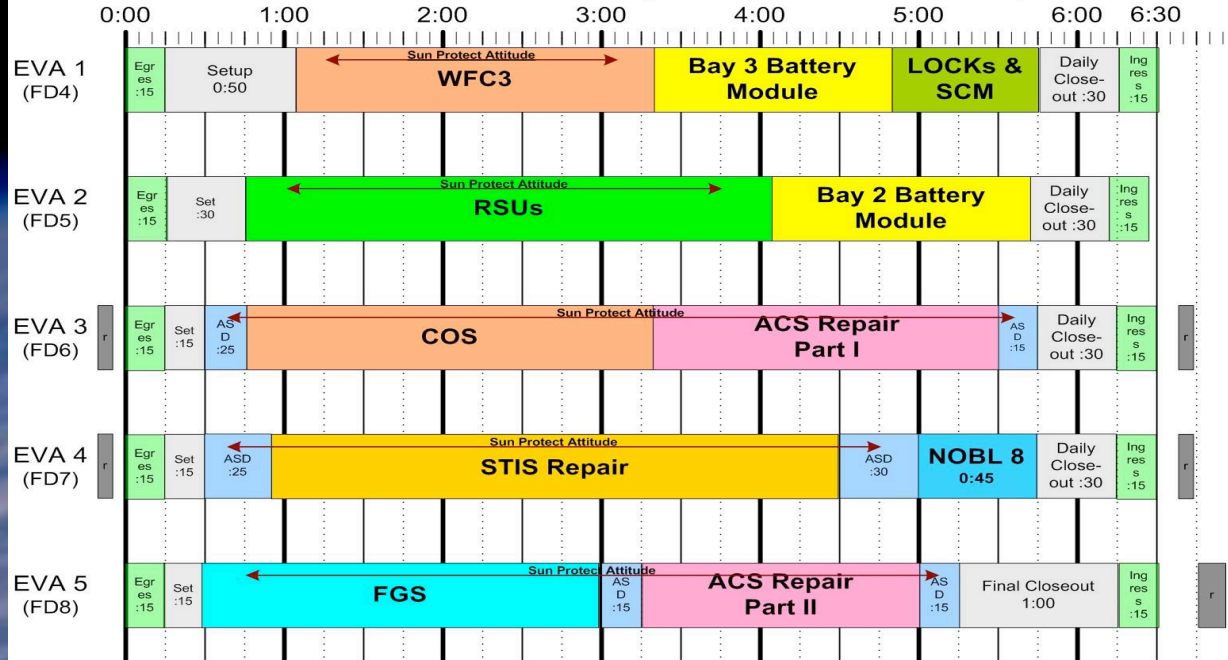 0:00 1:00 2:00 3:00 4:00 5:00 6:00 6:30
EVA 1
(FD4)
Egr
es
:15
Setup
0:50
Sun Protect Attitude
WFC3
Bay 3 Battery
Module
LOCKs &
SCM
Daily
Close-
out :30
Ing
res
s
:15
EVA 2
(FD5)
Egr
es
:15
Set
:30
Sun Protect Attitude
RSUs
Bay 2 Battery
Module
Daily
Close-
out :30
Ing
res
s
:15
EVA 3
(FD6)
r
Egr
es
:15
Set
:15
AS
D
:25
Sun Protect Attitude
COS
ACS Repair
Part I
AS
D
:15
Daily
Close-
out :30
Ing
res
s
:15
r
EVA 4
(FD7)
r
Egr
es
:15
Set
:15
ASD
:25
Sun Protect Attitude
STIS Repair
ASD
:30
NOBL 8
0:45
Daily
Close-
out :30
Ing
res
s
:15
r
EVA 5
(FD8)
Egr
es
:15
Set
:15
Sun Protect Attitude
FGS
AS
D
:15
ACS Repair
Part II
AS
D
:15
Final Closeout
1:00
Ing
res
s
:15
r